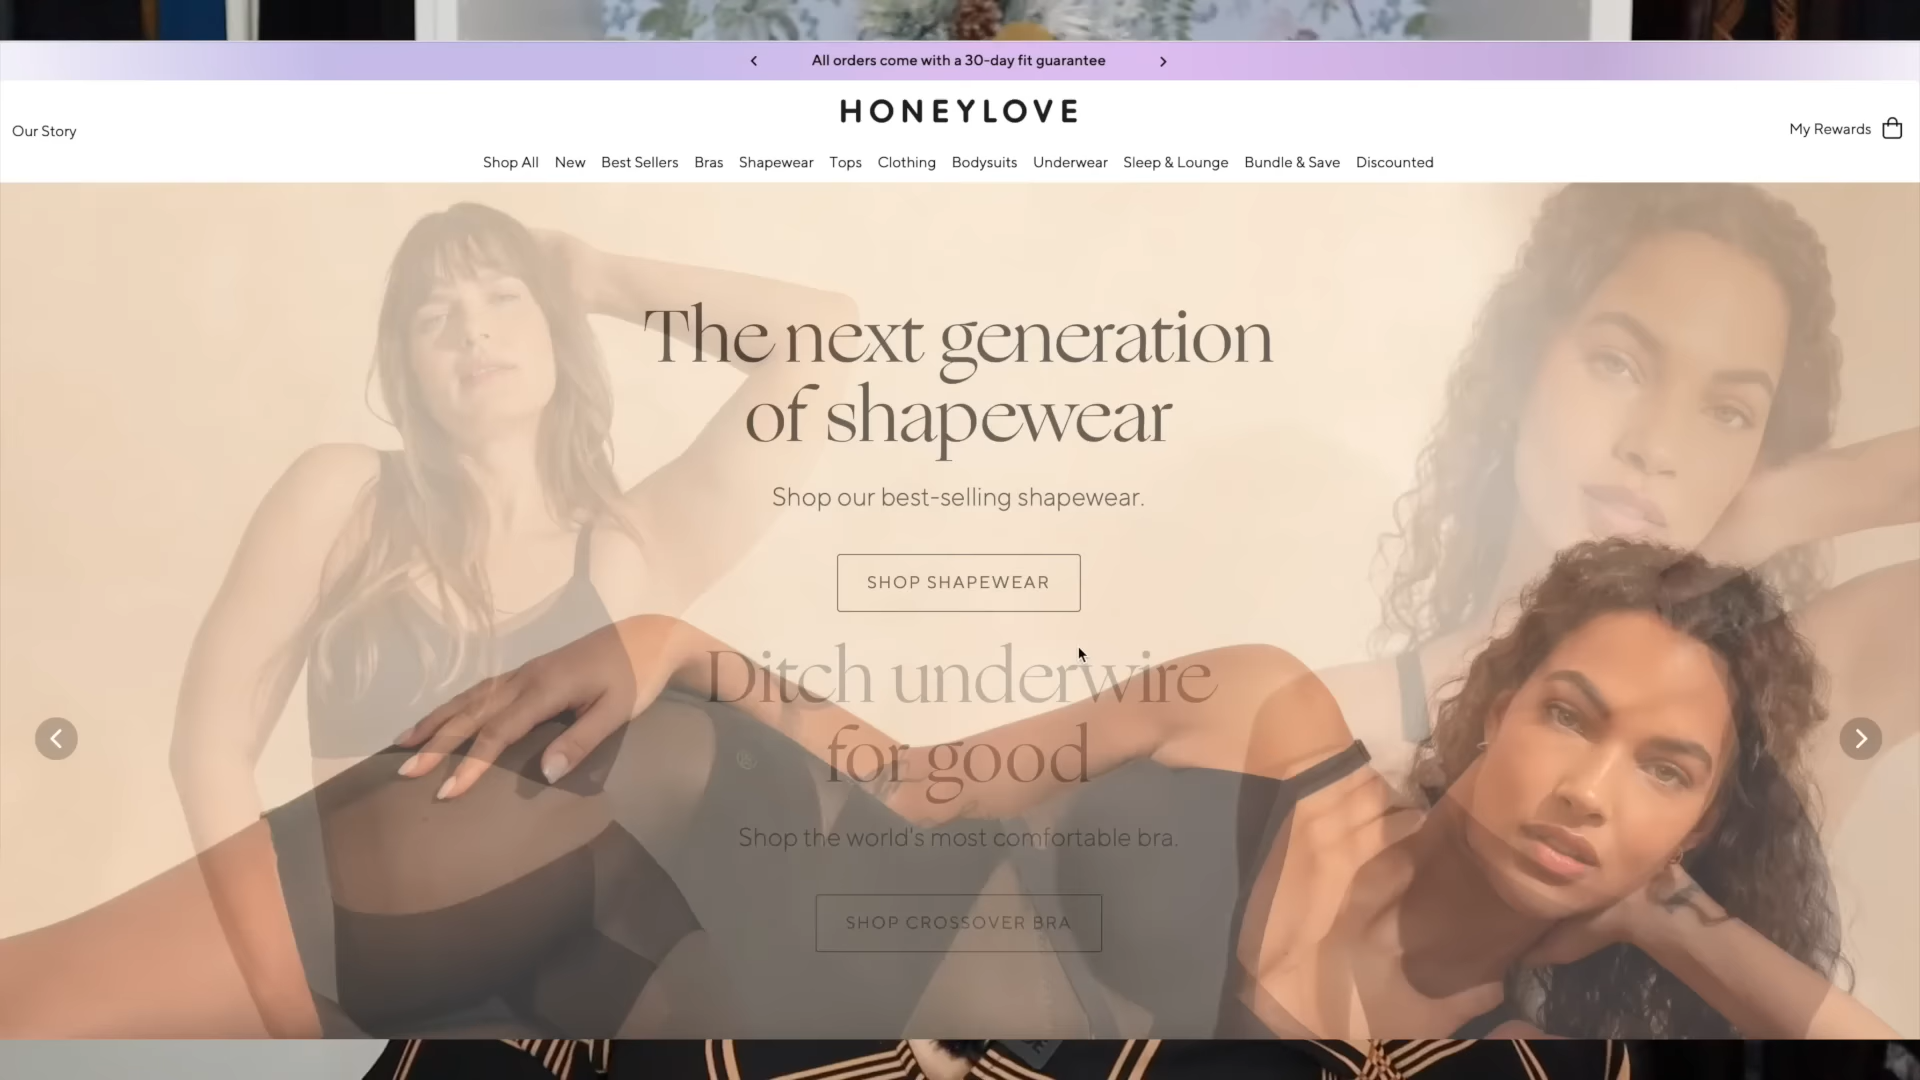 All orders come with a 30-day fit guarantee
HONEYLOVE
Our Story
My Rewards
Shop All New Best Sellers Bras Shapewear Tops Clothing Bodysuits Underwear Sleep & Lounge Bundle & Save Discounted
The next generation
of shapewear
Shop our best-selling shapewear.
SHOP SHAPEWEAR
Ditch underwire
for good
Shop the world's most comfortable bra.
SHOP CROSSOVER BRA